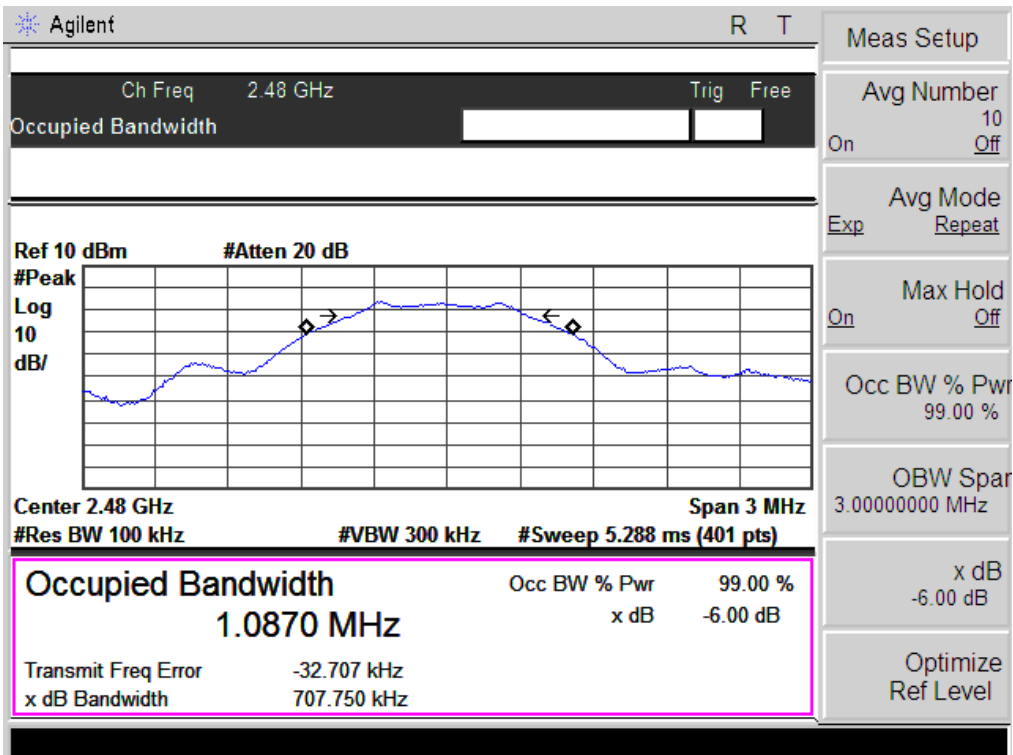 Agilent R T
Meas Setup
Ch Freq 2.48 GHz Trig Free
Occupied Bandwidth
Avg Number
10
On Off
Avg Mode
Exp Repeat
Ref 10 dBm #Atten 20 dB
#Peak
Log
10
dB/
Max Hold
On Off
Occ BW % Pwr
99.00 %
Center 2.48 GHz Span 3 MHz
#Res BW 100 kHz #VBW 300 kHz #Sweep 5.288 ms (401 pts)
OBW Span
3.00000000 MHz
Occupied Bandwidth Occ BW % Pwr 99.00 %
1.0870 MHz x dB -6.00 dB
Transmit Freq Error -32.707 kHz
x dB Bandwidth 707.750 kHz
x dB
-6.00 dB
Optimize
Ref Level